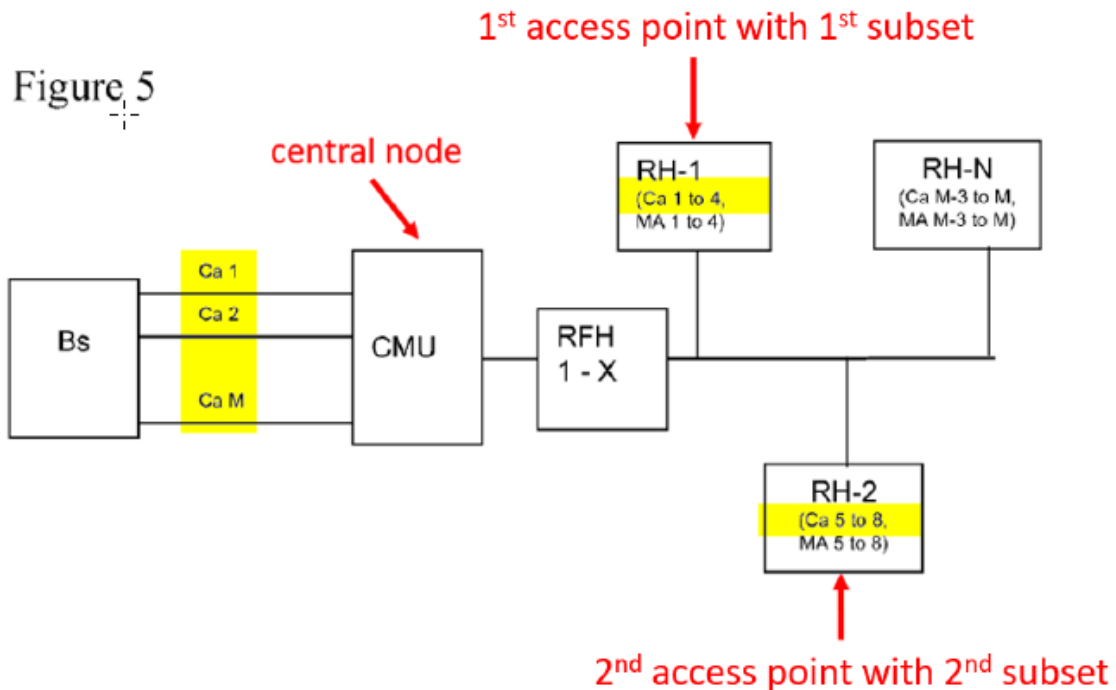 1st access point with 1st subset
Figure 5
central node
RH-1
(Ca 1 to 4,
MA 1 to 4)
RH-N
(Ca M-3 to M,
MA M-3 to M)
Bs
Ca 1
Ca 2
Ca M
CMU
RFH
1 - X
RH-2
(Ca 5 to 8,
MA 5 to 8)
2nd access point with 2nd subset